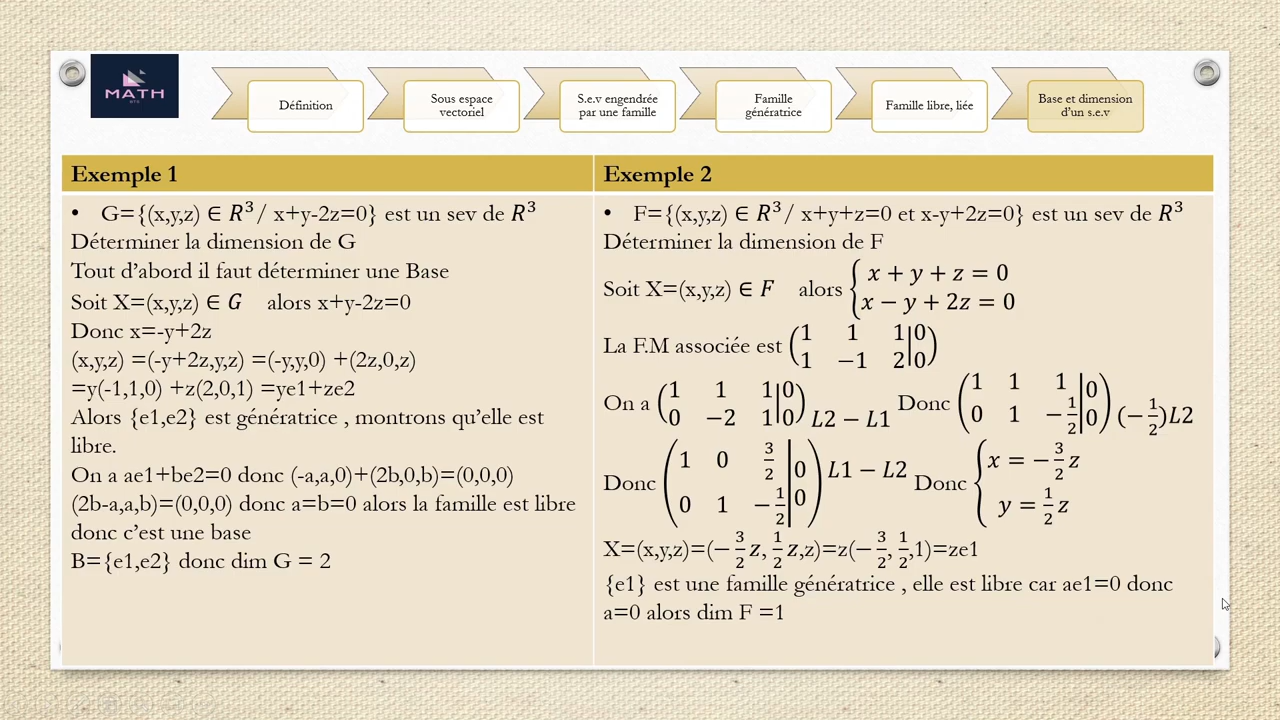 MATH
BTS
Définition
Sous espace
vectoriel
S.e.v engendrée
par une famille
Famille
génératrice
Famille libre, liée
Base et dimension
d'un s.e.v
Exemple 1
• G={(x,y,z) ∈ R³/ x+y-2z=0} est un sev de R³
Déterminer la dimension de G
Tout d'abord il faut déterminer une Base
Soit X=(x,y,z) ∈ G alors x+y-2z=0
Donc x=-y+2z
(x,y,z) =(-y+2z,y,z) =(-y,y,0) +(2z,0,z)
=y(-1,1,0) +z(2,0,1) =ye1+ze2
Alors {e1,e2} est génératrice , montrons qu'elle est
libre.
On a ae1+be2=0 donc (-a,a,0)+(2b,0,b)=(0,0,0)
(2b-a,a,b)=(0,0,0) donc a=b=0 alors la famille est libre
donc c'est une base
B={e1,e2} donc dim G = 2
Exemple 2
• F={(x,y,z) ∈ R³/ x+y+z=0 et x-y+2z=0} est un sev de R³
Déterminer la dimension de F
Soit X=(x,y,z) ∈ F alors { x + y + z = 0
x − y + 2z = 0
La F.M associée est (1 1 1|0
1 −1 2|0)
On a (1 1 1|0
0 −2 1|0) L2 − L1 Donc (1 1 1|0
0 1 −1/2|0) (−1/2)L2
Donc (1 0 3/2|0
0 1 −1/2|0) L1 − L2 Donc { x = −3/2 z
y = 1/2 z
X=(x,y,z)=(−3/2 z, 1/2 z,z)=z(−3/2, 1/2,1)=ze1
{e1} est une famille génératrice , elle est libre car ae1=0 donc
a=0 alors dim F =1